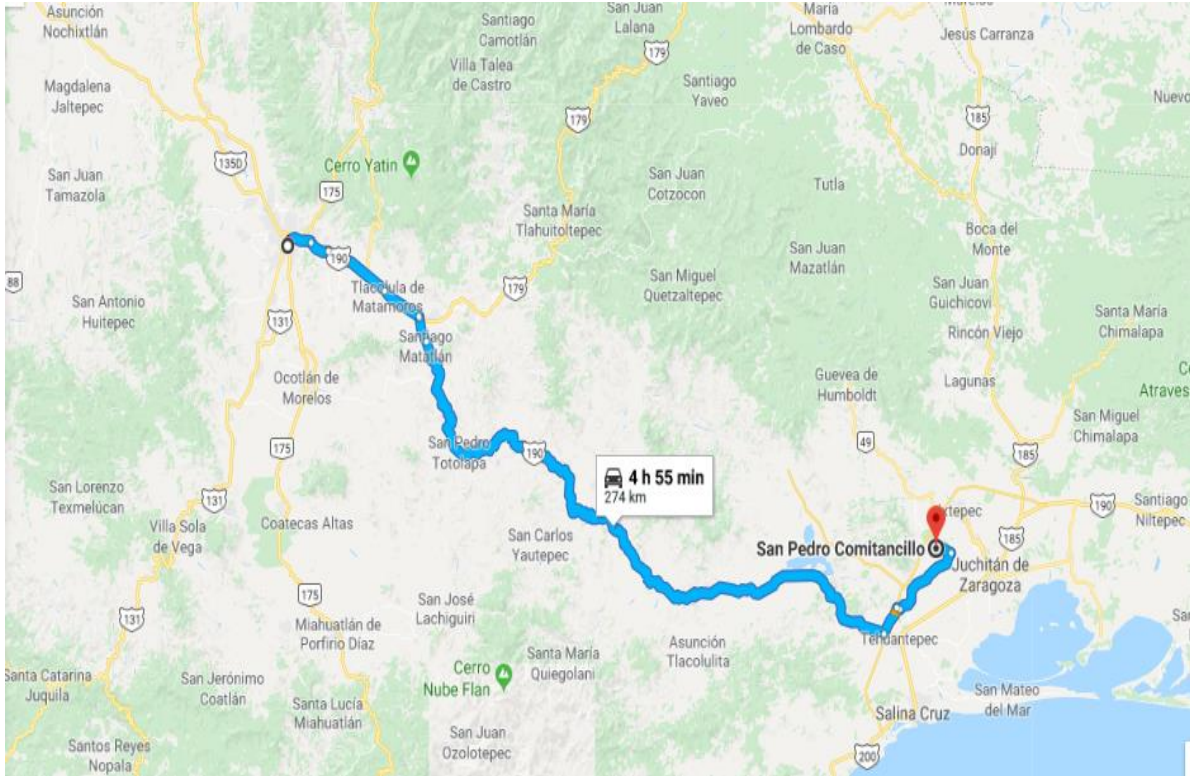 Asunción
Nochixtlán
Santiago
Camotlán
San Juan
Lalana
María
Lombardo
de Caso
Jesús Carranza
179
Villa Talea
de Castro
Magdalena
Jaltepec
Santiago
Yaveo
Nuevo
185
179
Donají
135D
Cerro Yatin
175
San Juan
Tamazola
San Juan
Cotzocon
Tutla
Santa María
Tlahuitoltepec
Boca del
Monte
190
San Juan
Mazatlán
88
Tlacolula de
Matamoros
179
San Miguel
Quetzaltepec
San Juan
Guichicovi
San Antonio
Huitepec
131
Santa María
Chimalapa
Santiago
Matatlán
Rincón Viejo
Ocotlán de
Morelos
Guevea de
Humboldt
Lagunas
Atraves
San Miguel
Chimalapa
175
San Pedro
Totolapa
190
49
185
4 h 55 min
274 km
San Lorenzo
Texmelúcan
131
Villa Sola
de Vega
Coatecas Altas
San Carlos
Yautepec
xtepec
190
Santiago
Niltepec
185
San Pedro Comitancillo
Juchitán de
Zaragoza
175
San José
Lachiguiri
131
Miahuatlán de
Porfirio Díaz
Tehuantepec
Asunción
Tlacolulita
Santa María
Quiegolani
Cerro
Nube Flan
Santa Catarina
Juquila
San Jerónimo
Coatlán
Santa Lucía
Miahuatlán
San Mateo
del Mar
Salina Cruz
San Juan
Ozolotepec
Santos Reyes
Nopala
200